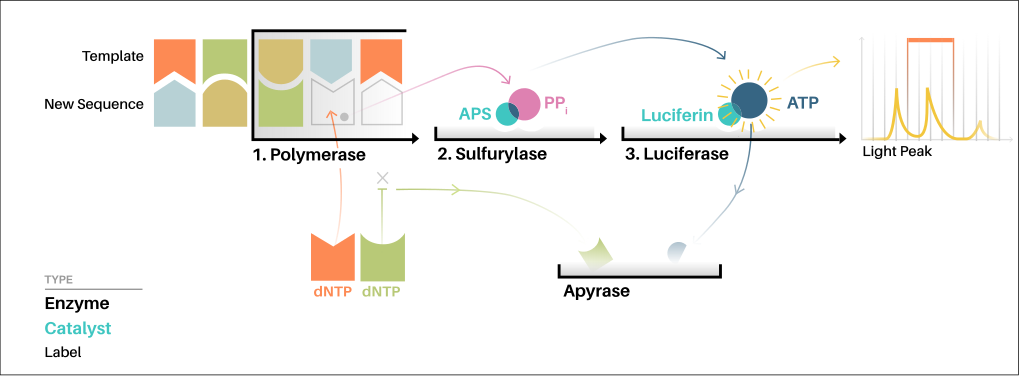 Template
New Sequence
APS
PPi
Luciferin
ATP
1. Polymerase
2. Sulfurylase
3. Luciferase
Light Peak
dNTP
dNTP
Apyrase
TYPE
Enzyme
Catalyst
Label